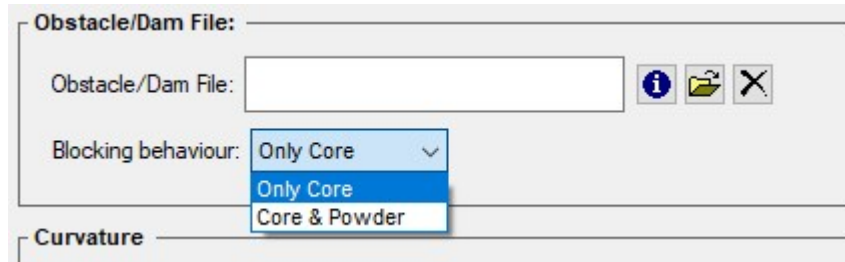 Obstacle/Dam File:
Obstacle/Dam File:
Blocking behaviour: Only Core
Only Core
Core & Powder
Curvature